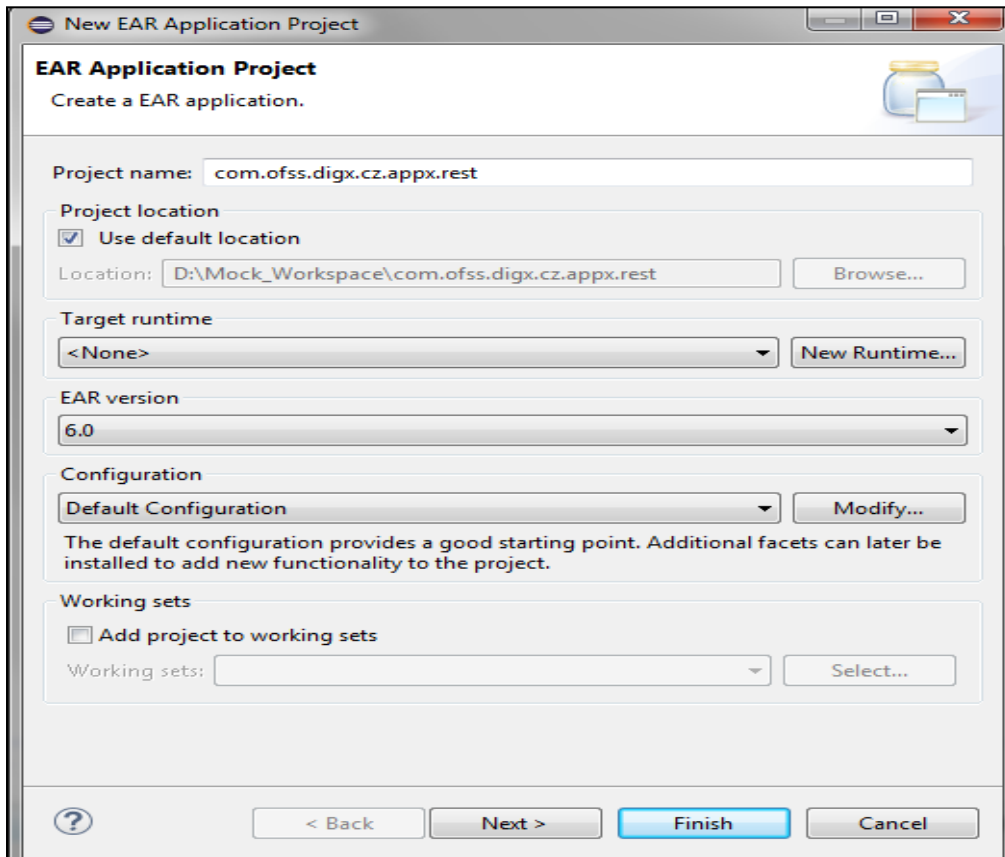 New EAR Application Project
EAR Application Project
Create a EAR application.
Project name: com.ofss.digx.cz.appx.rest
Project location
Use default location
Location: D:\Mock_Workspace\com.ofss.digx.cz.appx.rest Browse...
Target runtime
<None> New Runtime...
EAR version
6.0
Configuration
Default Configuration Modify...
The default configuration provides a good starting point. Additional facets can later be
installed to add new functionality to the project.
Working sets
Add project to working sets
Working sets: Select...
? < Back Next > Finish Cancel